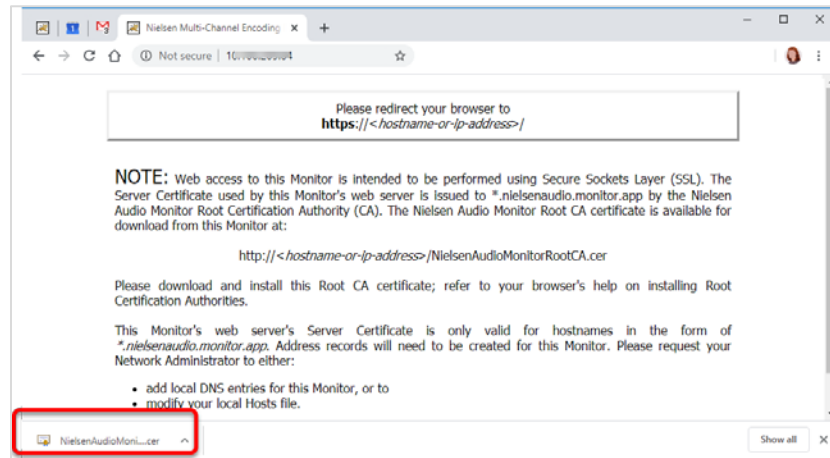 Nielsen Multi-Channel Encoding
Not secure
Please redirect your browser to
https://<hostname-or-ip-address>/
NOTE: Web access to this Monitor is intended to be performed using Secure Sockets Layer (SSL). The
Server Certificate used by this Monitor's web server is issued to *.nielsenaudio.monitor.app by the Nielsen
Audio Monitor Root Certification Authority (CA). The Nielsen Audio Monitor Root CA certificate is available for
download from this Monitor at:
http://<hostname-or-ip-address>/NielsenAudioMonitorRootCA.cer
Please download and install this Root CA certificate; refer to your browser's help on installing Root
Certification Authorities.
This Monitor's web server's Server Certificate is only valid for hostnames in the form of
*.nielsenaudio.monitor.app. Address records will need to be created for this Monitor. Please request your
Network Administrator to either:
• add local DNS entries for this Monitor, or to
• modify your local Hosts file.
NielsenAudioMoni....cer
Show all